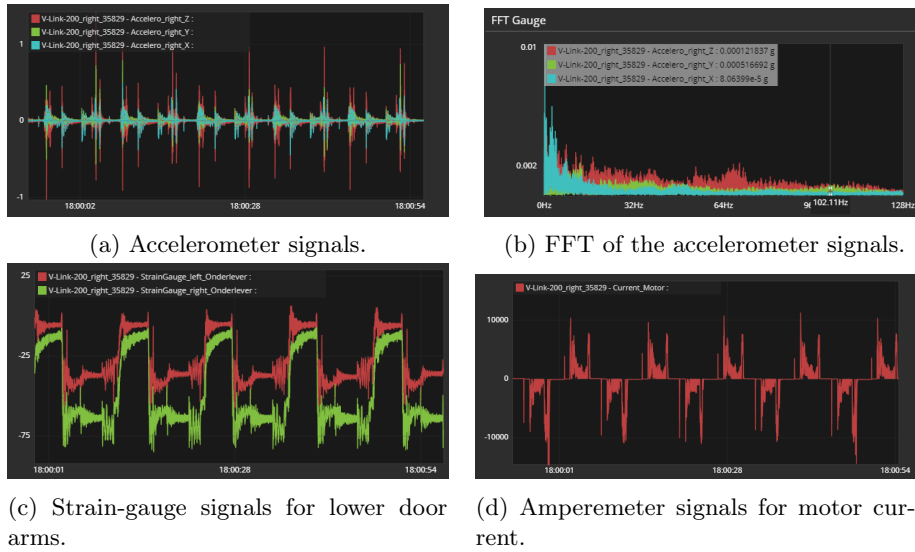 V-Link-200_right_35829 - Accelero_right_Z :
V-Link-200_right_35829 - Accelero_right_Y :
V-Link-200_right_35829 - Accelero_right_X :
1
0
-1
18:00:02 18:00:28 18:00:54
(a) Accelerometer signals.
FFT Gauge
0.01
V-Link-200_right_35829 - Accelero_right_Z : 0.000121837 g
V-Link-200_right_35829 - Accelero_right_Y : 0.000516692 g
V-Link-200_right_35829 - Accelero_right_X : 8.06399e-5 g
0.002
0Hz 32Hz 64Hz 102.11Hz 128Hz
(b) FFT of the accelerometer signals.
25
V-Link-200_right_35829 - StrainGauge_left_Onderlever :
V-Link-200_right_35829 - StrainGauge_right_Onderlever :
-25
-75
18:00:01 18:00:28 18:00:54
(c) Strain-gauge signals for lower door
arms.
V-Link-200_right_35829 - Current_Motor :
10000
0
-10000
18:00:01 18:00:28 18:00:54
(d) Amperemeter signals for motor cur-
rent.